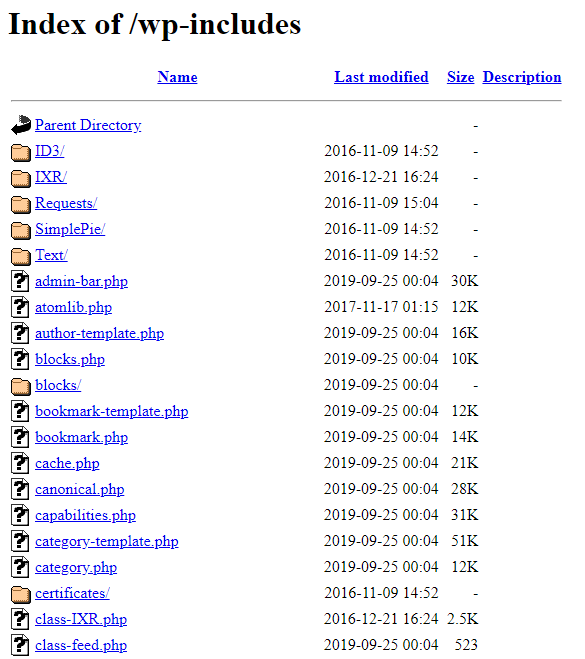 Index of /wp-includes
Name Last modified Size Description
Parent Directory -
ID3/ 2016-11-09 14:52 -
IXR/ 2016-12-21 16:24 -
Requests/ 2016-11-09 15:04 -
SimplePie/ 2016-11-09 14:52 -
Text/ 2016-11-09 14:52 -
admin-bar.php 2019-09-25 00:04 30K
atomlib.php 2017-11-17 01:15 12K
author-template.php 2019-09-25 00:04 16K
blocks.php 2019-09-25 00:04 10K
blocks/ 2019-09-25 00:04 -
bookmark-template.php 2019-09-25 00:04 12K
bookmark.php 2019-09-25 00:04 14K
cache.php 2019-09-25 00:04 21K
canonical.php 2019-09-25 00:04 28K
capabilities.php 2019-09-25 00:04 31K
category-template.php 2019-09-25 00:04 51K
category.php 2019-09-25 00:04 12K
certificates/ 2016-11-09 14:52 -
class-IXR.php 2016-12-21 16:24 2.5K
class-feed.php 2019-09-25 00:04 523